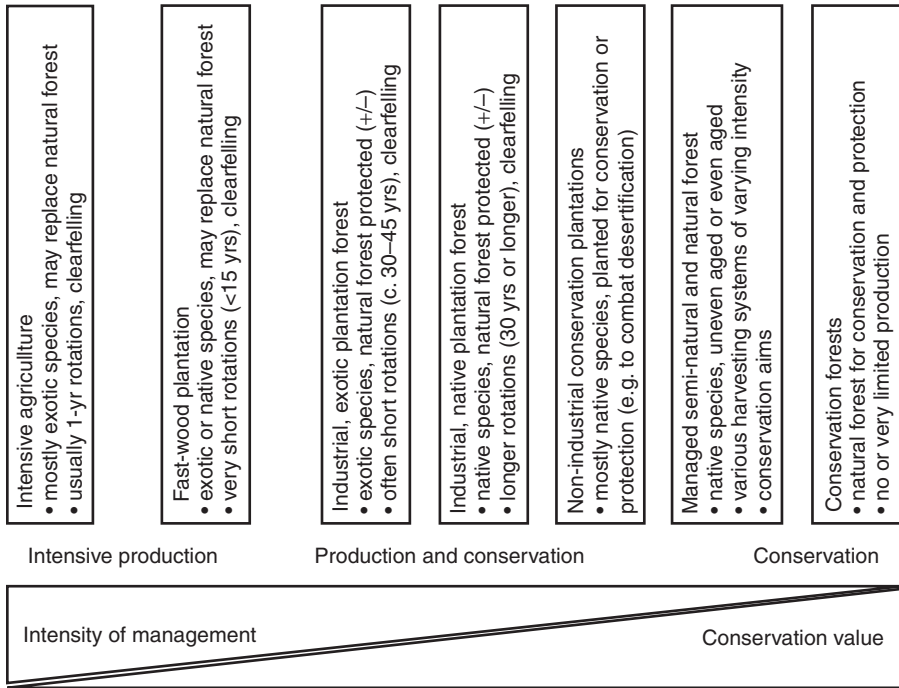 Intensive agrillture
• mostly exotic species, may replace natural forest
• usually 1-yr rotations, clearfelling
Fast-wood plantation
• exotic or native species, may replace natural forest
• very short rotations (<15 yrs), clearfelling
Industrial, exotic plantation forest
• exotic species, natural forest protected (+/–)
• often short rotations (c. 30–45 yrs), clearfelling
Industrial, native plantation forest
• native species, natural forest protected (+/–)
• longer rotations (30 yrs or longer), clearfelling
Non-industrial conservation plantations
• mostly native species, planted for conservation or
protection (e.g. to combat desertification)
Managed semi-natural and natural forest
• native species, uneven aged or even aged
• various harvesting systems of varying intensity
• conservation aims
Conservation forests
• natural forest for conservation and protection
• no or very limited production
Intensive production
Production and conservation
Conservation
Intensity of management
Conservation value